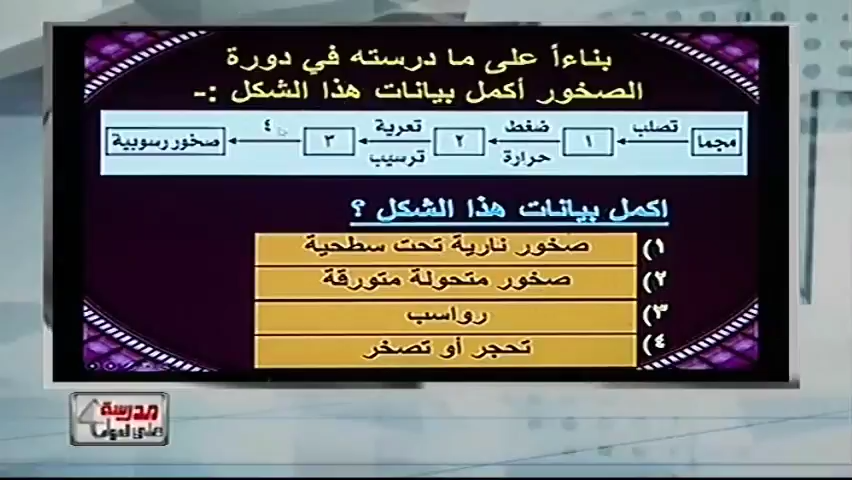 بناءاً على ما درسته في دورة
الصخور أكمل بيانات هذا الشكل :-
مجما تصلب ١ ضغط حرارة ٢ تعرية ترسيب ٣ ٤ صخور رسوبية
اكمل بيانات هذا الشكل ؟
١) صخور نارية تحت سطحية
٢) صخور متحولة متورقة
٣) رواسب
٤) تحجر أو تصخر
مدرسة
على الهواء